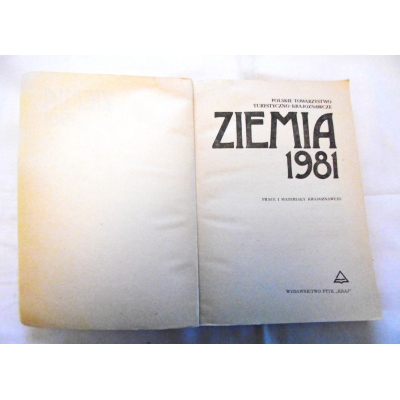 POLSKIE TOWARZYSTWO
TURYSTYCZNO-KRAJOZNAWCZE
ZIEMIA
1981
PRACE I MATERIAŁY KRAJOZNAWCZE
WYDAWNICTWO PTTK „KRAJ"